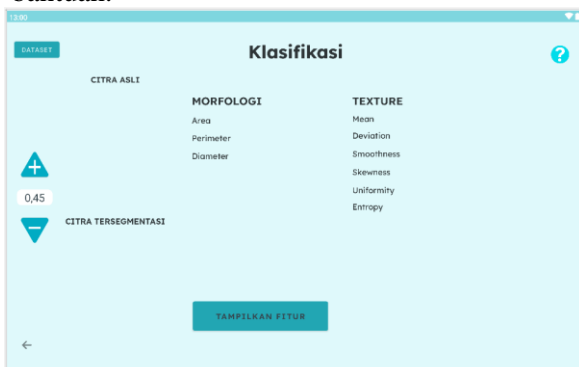 12:00
DATASET
Klasifikasi
?
CITRA ASLI
MORFOLOGI
Area
Perimeter
Diameter
TEXTURE
Mean
Deviation
Smoothness
Skewness
Uniformity
Entropy
+
0,45
−
CITRA TERSEGMENTASI
TAMPILKAN FITUR
←